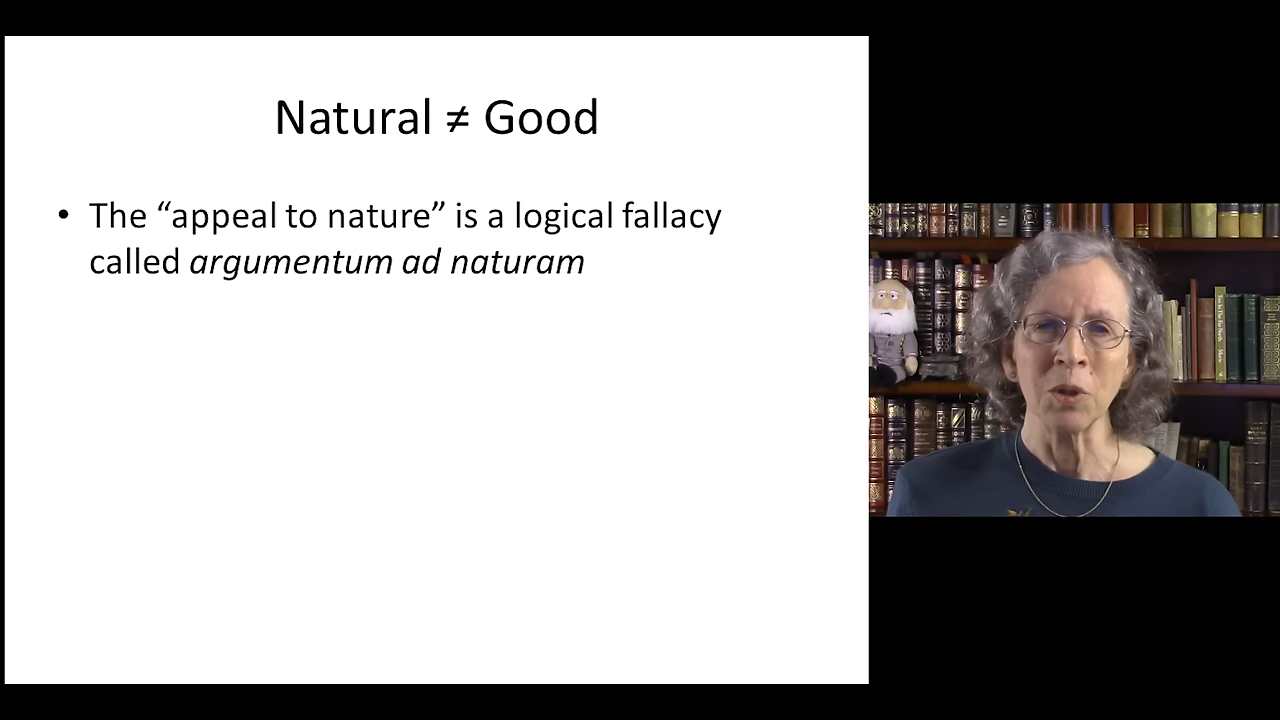 Natural ≠ Good
• The “appeal to nature” is a logical fallacy
called argumentum ad naturam